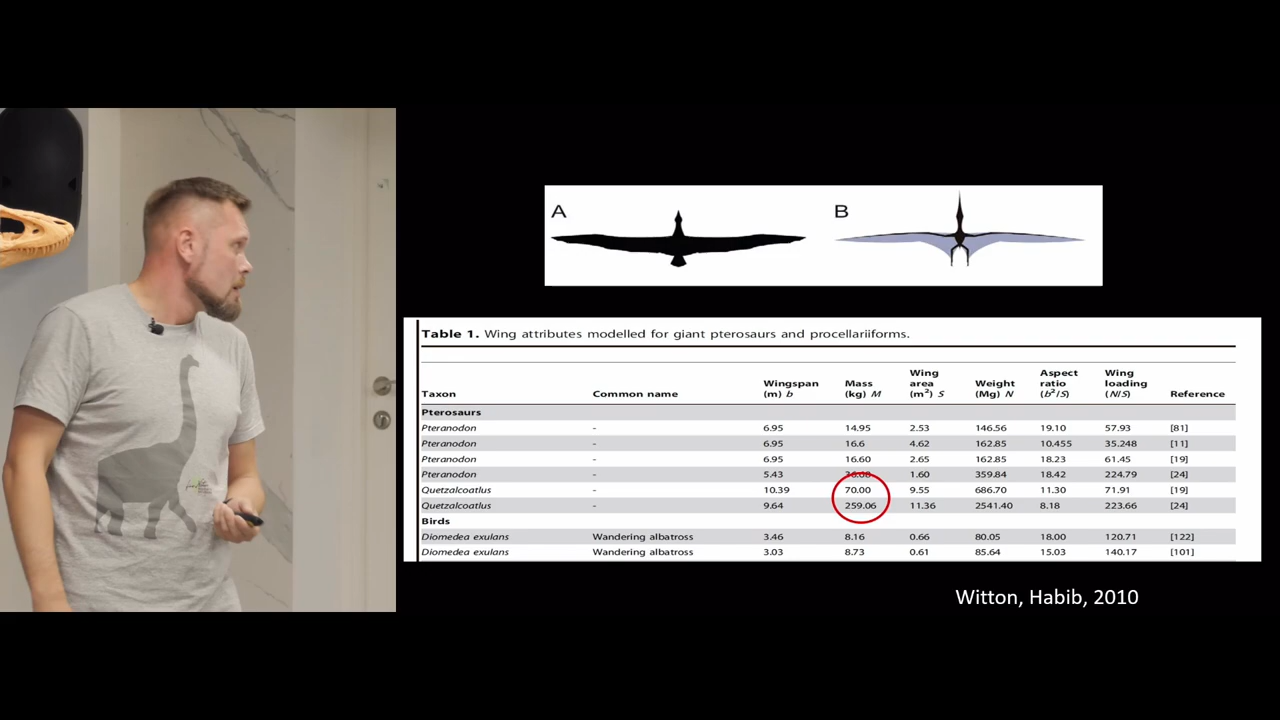 A
B
Table 1. Wing attributes modelled for giant pterosaurs and procellariiforms.
Taxon Common name Wingspan (m) b Mass (kg) M Wing area (m²) S Weight (Mg) N Aspect ratio (b²/S) Wing loading (N/S) Reference
Pterosaurs
Pteranodon - 6.95 14.95 2.53 146.56 19.10 57.93 [81]
Pteranodon - 6.95 16.6 4.62 162.85 10.455 35.248 [11]
Pteranodon - 6.95 16.60 2.65 162.85 18.23 61.45 [19]
Pteranodon - 5.43 36.68 1.60 359.84 18.42 224.79 [24]
Quetzalcoatlus - 10.39 70.00 9.55 686.70 11.30 71.91 [19]
Quetzalcoatlus - 9.64 259.06 11.36 2541.40 8.18 223.66 [24]
Birds
Diomedea exulans Wandering albatross 3.46 8.16 0.66 80.05 18.00 120.71 [122]
Diomedea exulans Wandering albatross 3.03 8.73 0.61 85.64 15.03 140.17 [101]
Witton, Habib, 2010